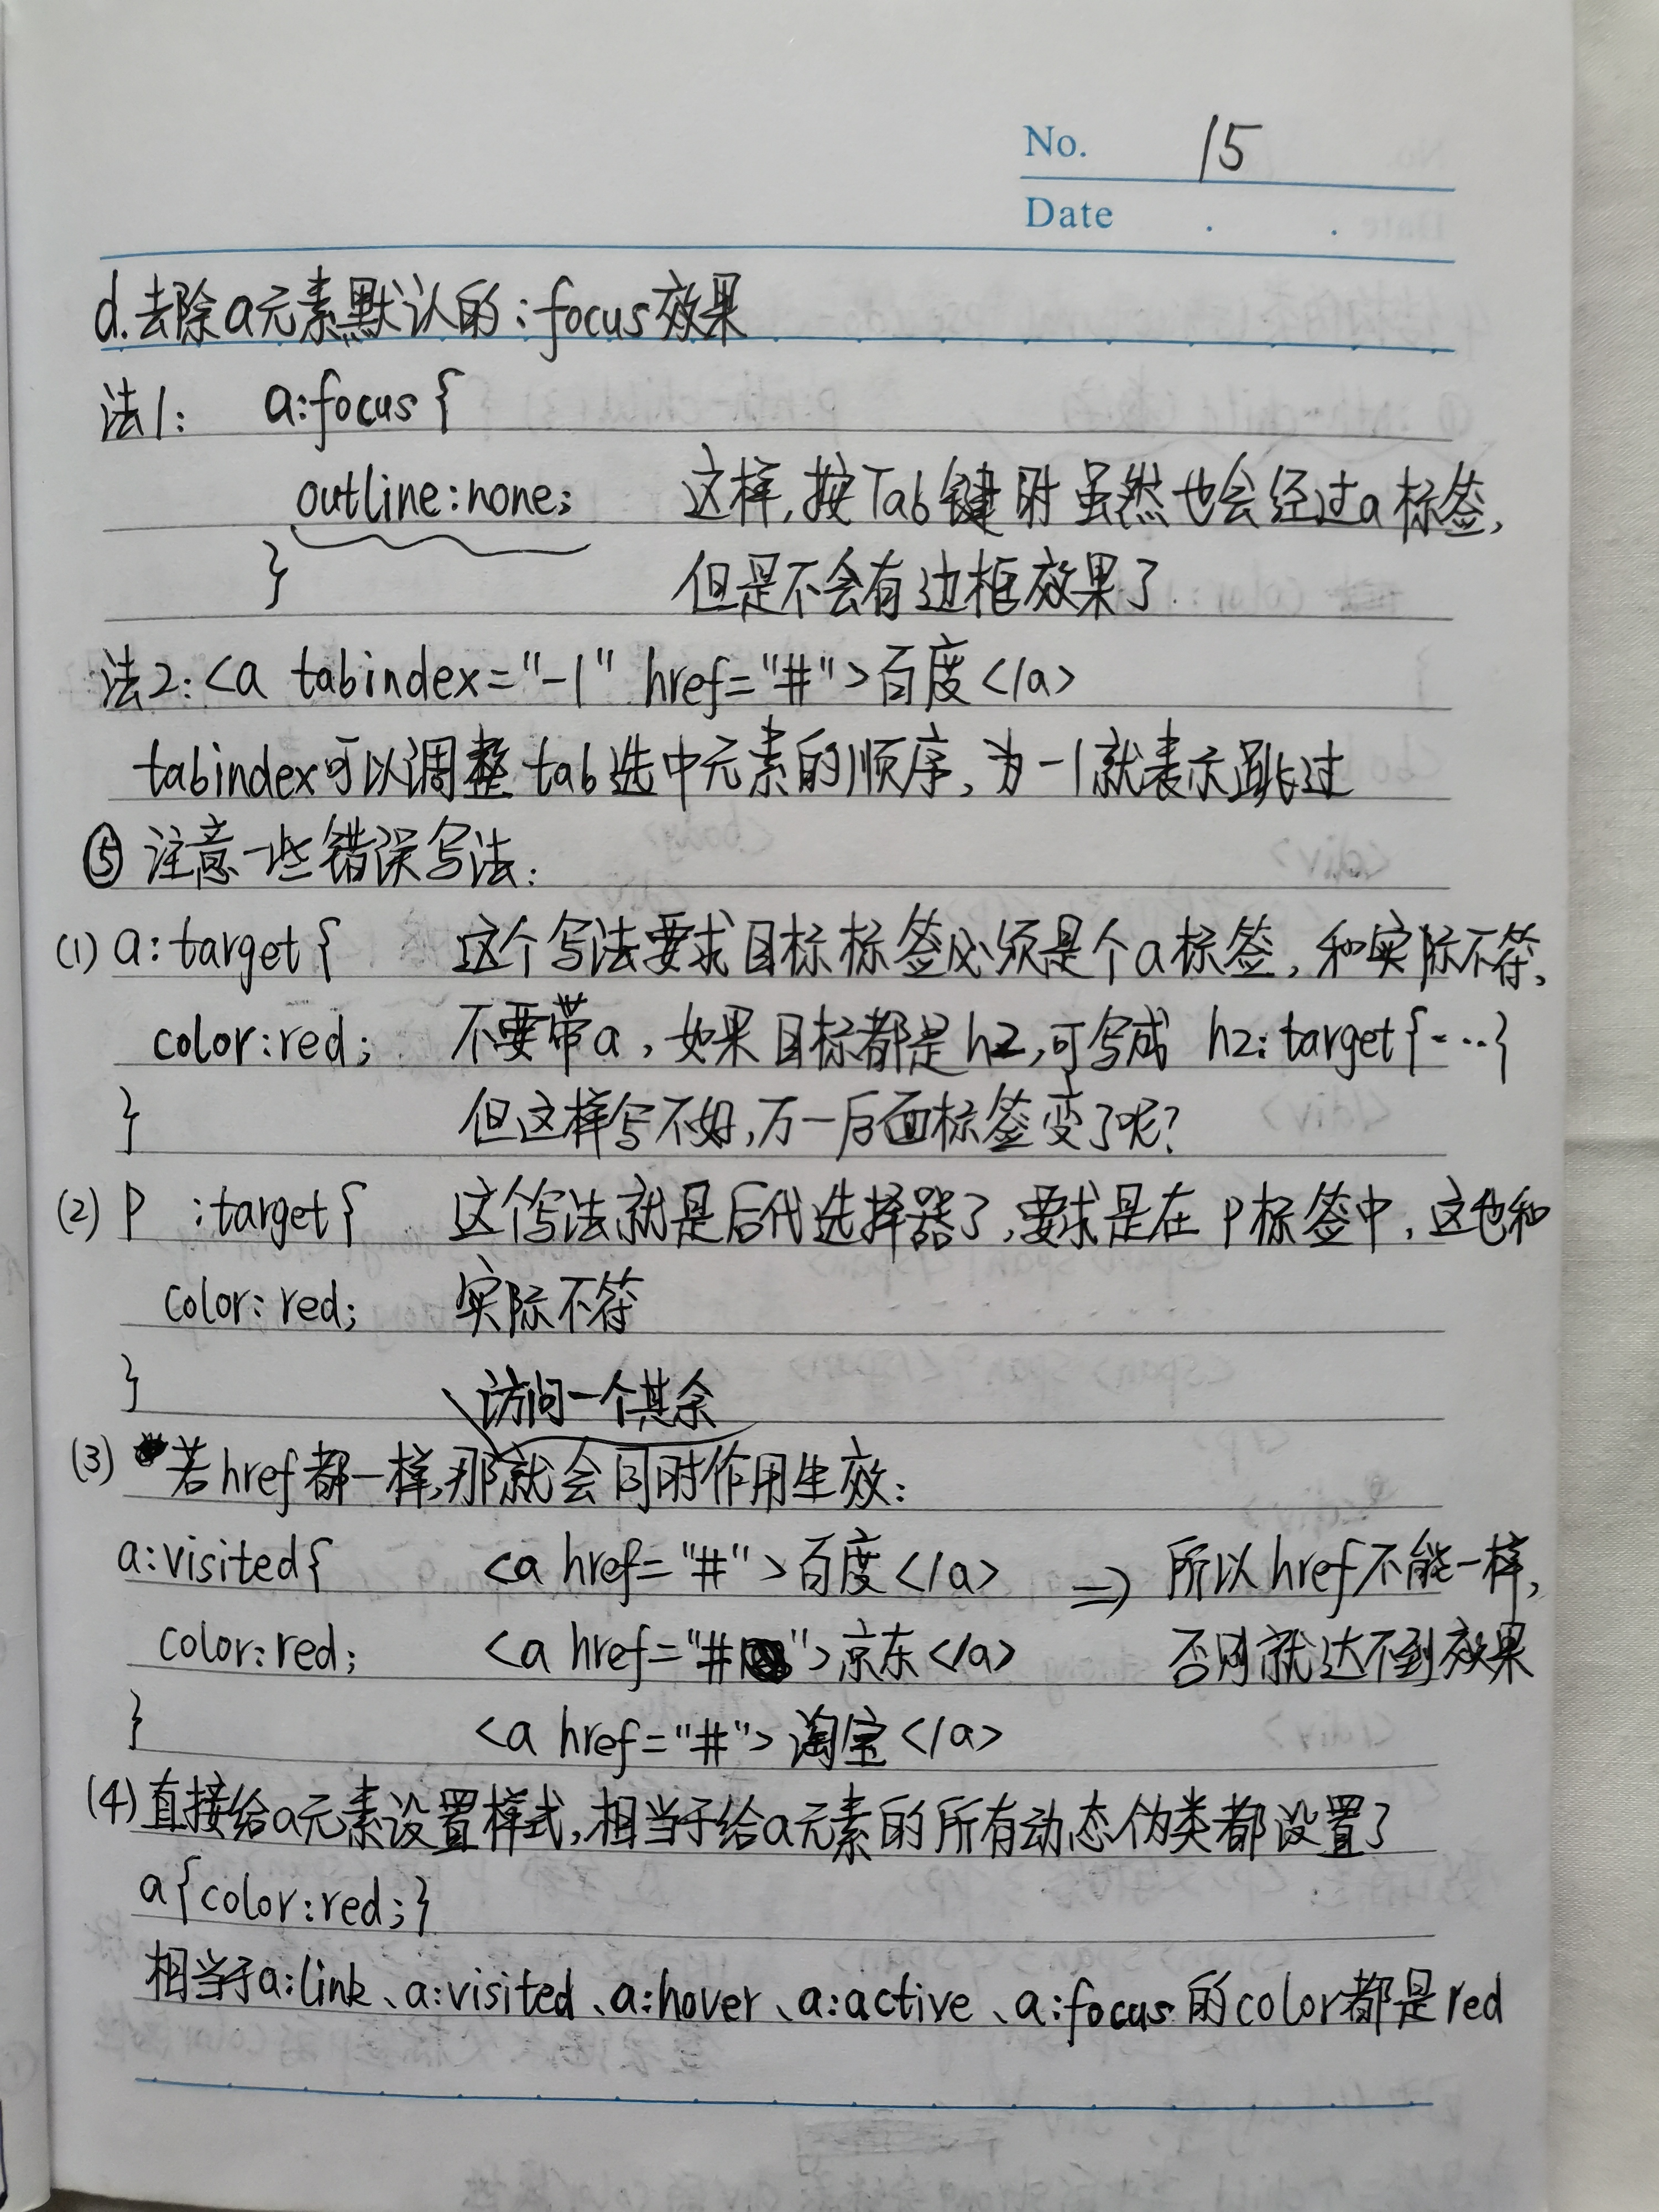 No. 15
Date . .
d.去除a元素默认的:focus效果
法1: a:focus{
outline:none; 这样,按Tab键时虽然也会经过a标签,
} 但是不会有边框效果了
法2:<a tabindex="-1" href="#">百度</a>
tabindex可以调整tab选中元素的顺序,为-1就表示跳过
⑤注意一些错误写法:
(1) a:target{ 这个写法要求目标标签必须是个a标签,和实际不符,
color:red; 不要带a,如果目标都是h2,可写成 h2:target{...}
} 但这样写不好,万一后面标签变了呢?
(2) p :target{ 这个写法就是后代选择器了,要求是在p标签中,这也和
color:red; 实际不符
}
访问一个其余
(3) 若href都一样,那就会同时作用生效:
a:visited{ <a href="#">百度</a> => 所以href不能一样,
color:red; <a href="#">京东</a> 否则就达不到效果
} <a href="#">淘宝</a>
(4)直接给a元素设置样式,相当于给a元素的所有动态伪类都设置了
a{color:red;}
相当于a:link、a:visited、a:hover、a:active、a:focus的color都是red